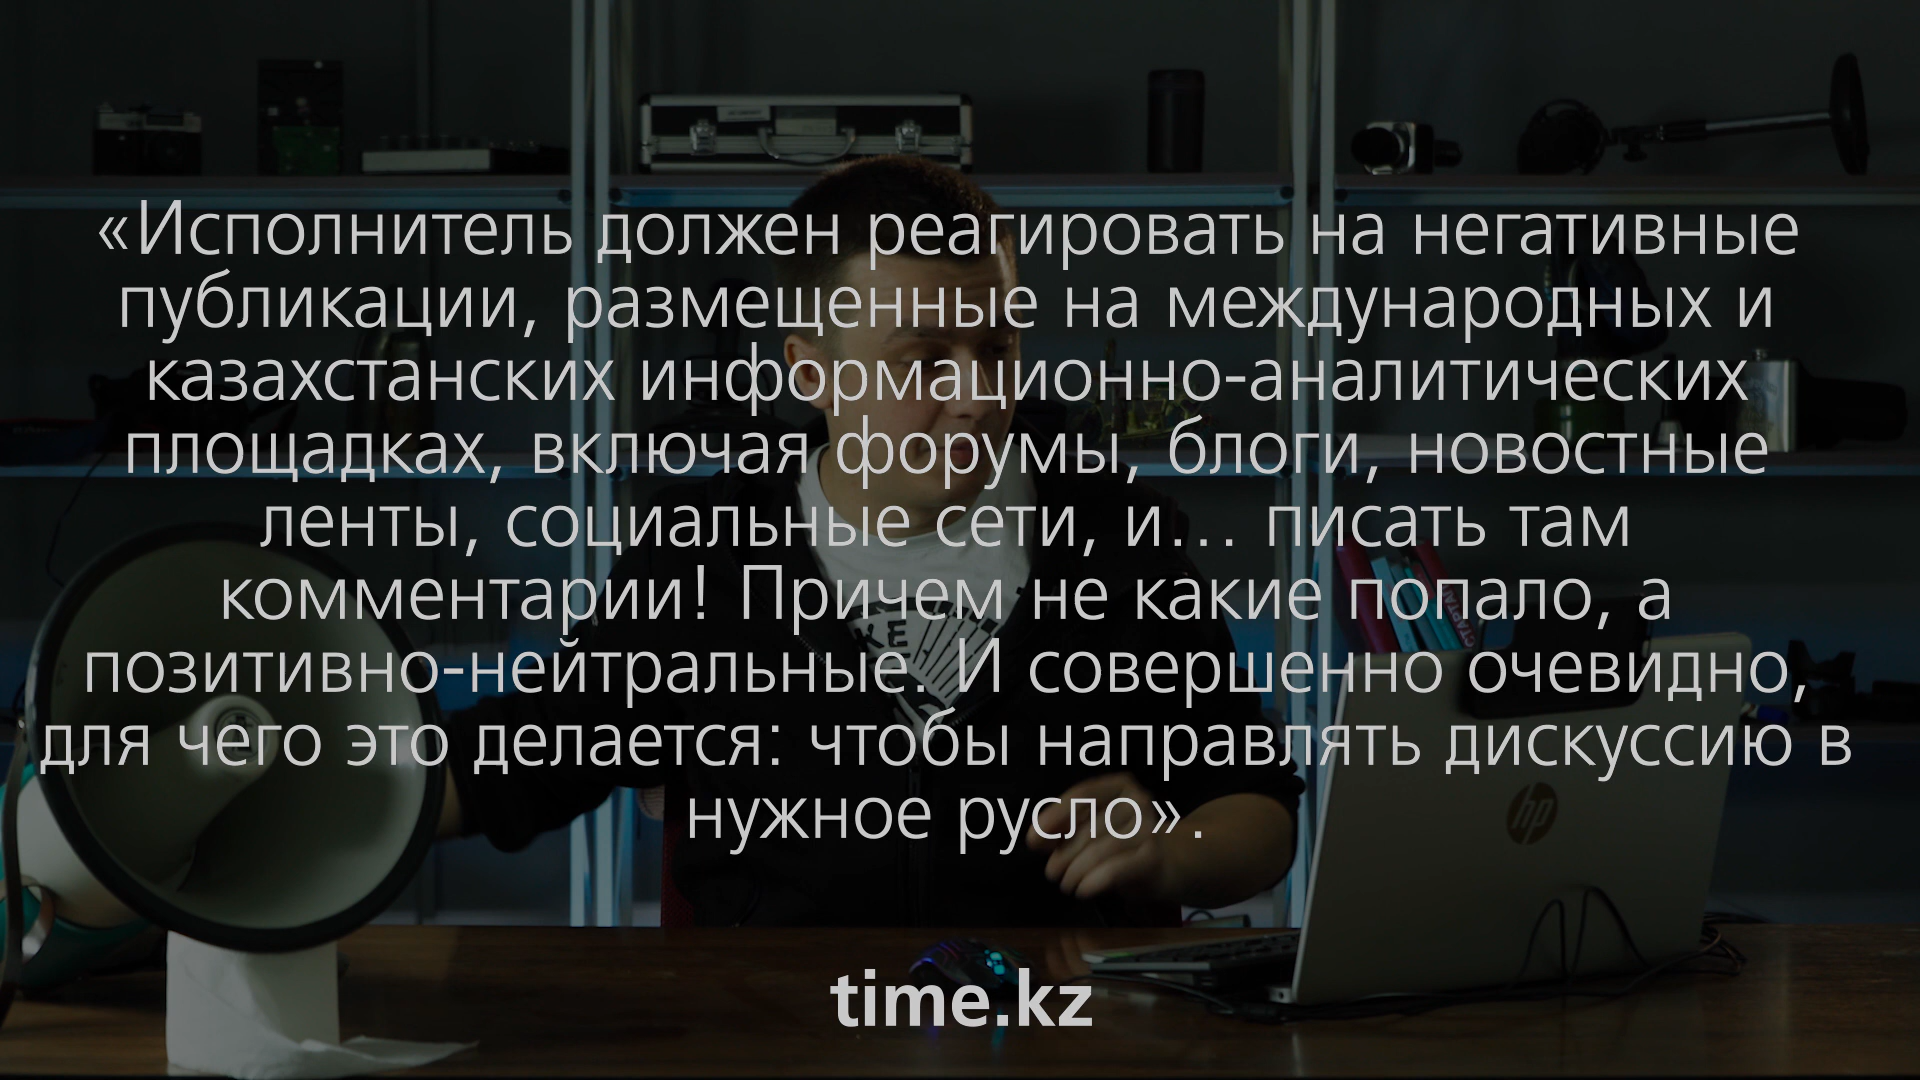 «Исполнитель должен реагировать на негативные
публикации, размещенные на международных и
казахстанских информационно-аналитических
площадках, включая форумы, блоги, новостные
ленты, социальные сети, и... писать там
комментарии! Причем не какие попало, а
позитивно-нейтральные. И совершенно очевидно,
для чего это делается: чтобы направлять дискуссию в
нужное русло».
СТАРТАП
hp
time.kz